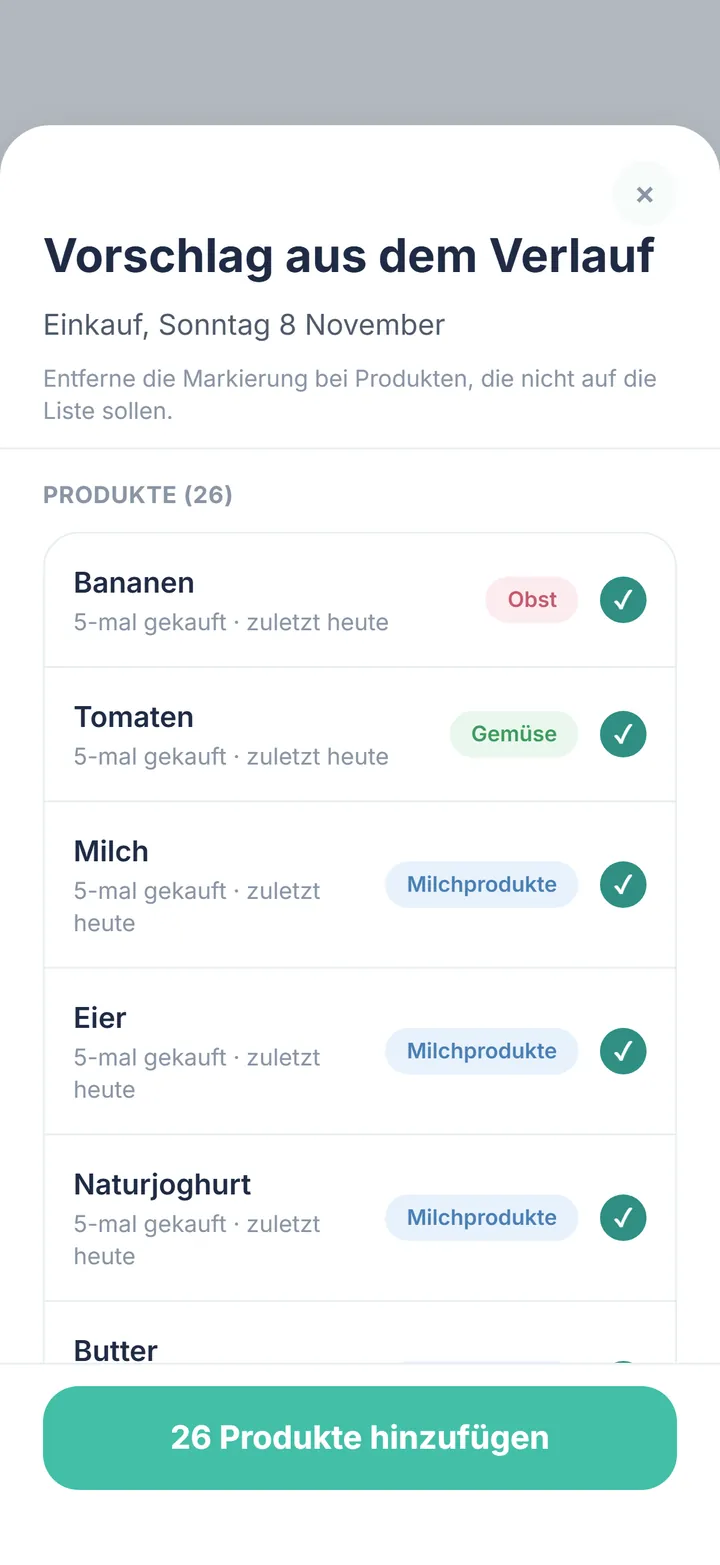 ×
Vorschlag aus dem Verlauf
Einkauf, Sonntag 8 November
Entferne die Markierung bei Produkten, die nicht auf die
Liste sollen.
PRODUKTE (26)
Bananen
5-mal gekauft · zuletzt heute
Obst
✓
Tomaten
5-mal gekauft · zuletzt heute
Gemüse
✓
Milch
5-mal gekauft · zuletzt
heute
Milchprodukte
✓
Eier
5-mal gekauft · zuletzt
heute
Milchprodukte
✓
Naturjoghurt
5-mal gekauft · zuletzt
heute
Milchprodukte
✓
Butter
26 Produkte hinzufügen